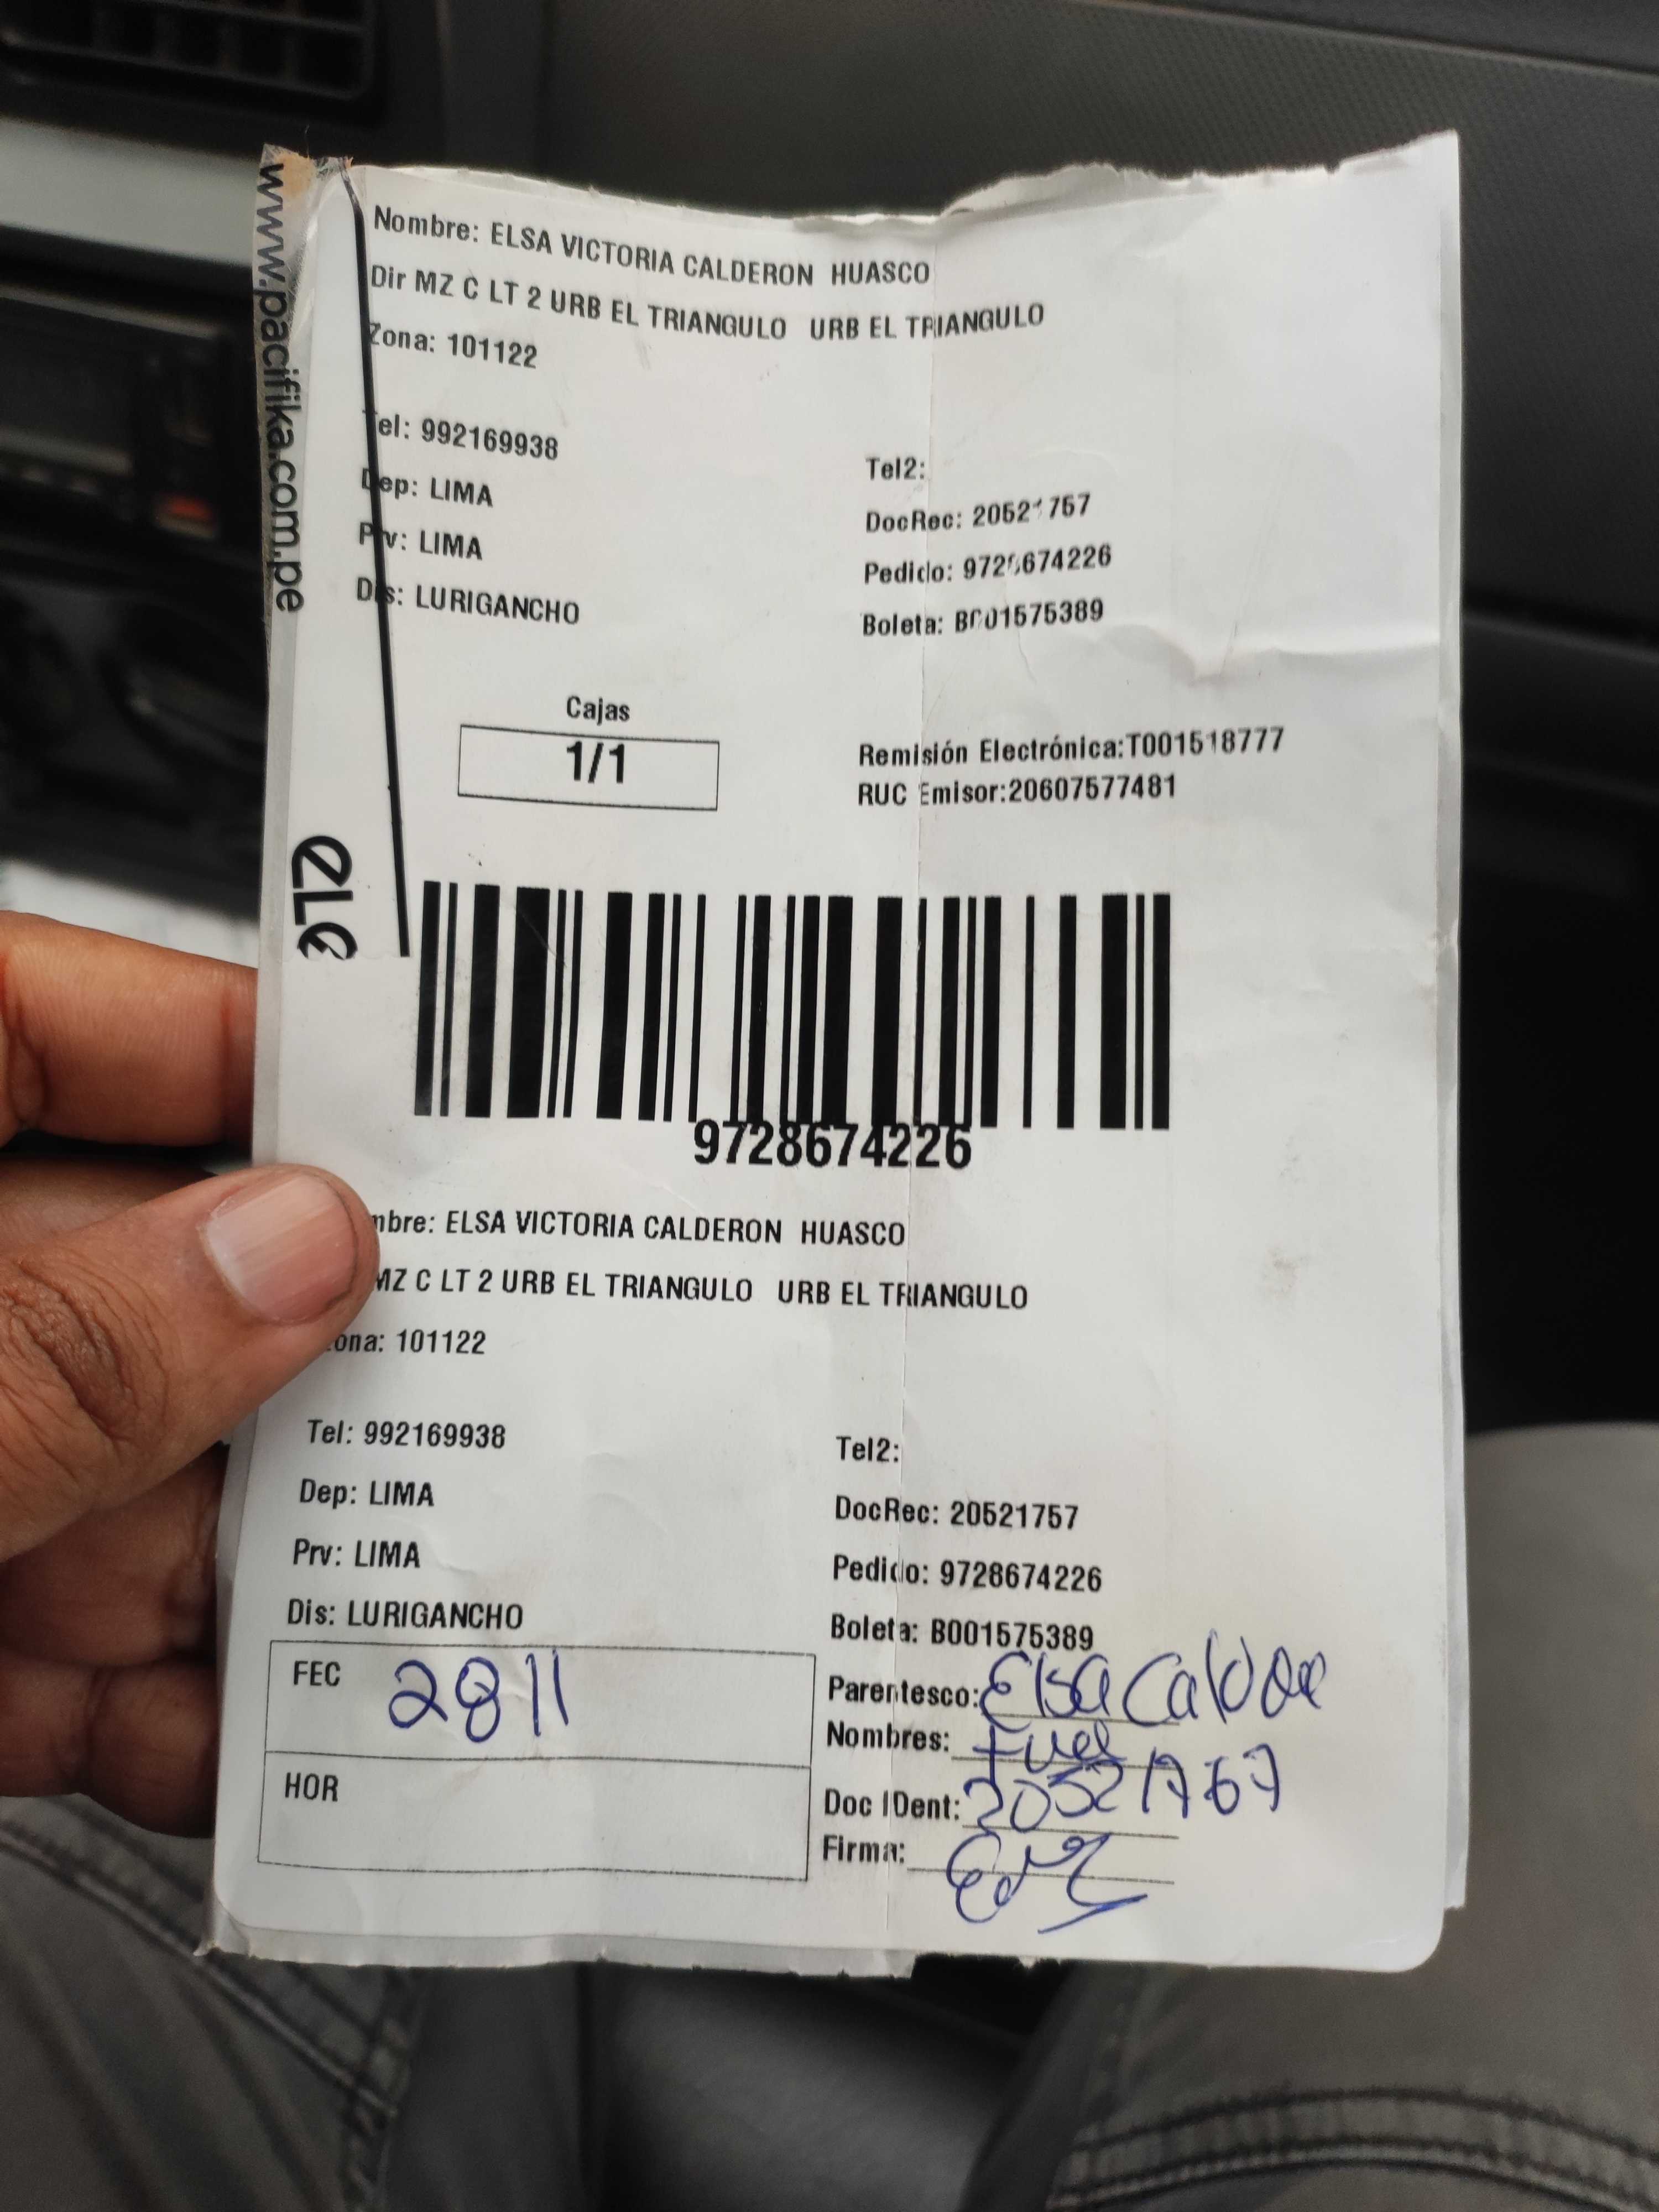 www.pacifika.com.pe
Nombre: ELSA VICTORIA CALDERON HUASCO
Dir MZ C LT 2 URB EL TRIANGULO URB EL TRIANGULO
Zona: 101122
Tel: 992169938
Tel2:
Dep: LIMA
DocRec: 20521757
Prv: LIMA
Pedido: 9728674226
Dis: LURIGANCHO
Boleta: B001575389
Cajas
1/1
Remisión Electrónica:T001518777
RUC Emisor:20607577481
9728674226
mbre: ELSA VICTORIA CALDERON HUASCO
MZ C LT 2 URB EL TRIANGULO URB EL TRIANGULO
ona: 101122
Tel: 992169938
Tel2:
Dep: LIMA
DocRec: 20521757
Prv: LIMA
Pedido: 9728674226
Dis: LURIGANCHO
Boleta: B001575389
FEC 2811
Parentesco: Elsa
Nombres:
HOR
Doc IDent:
Firma: